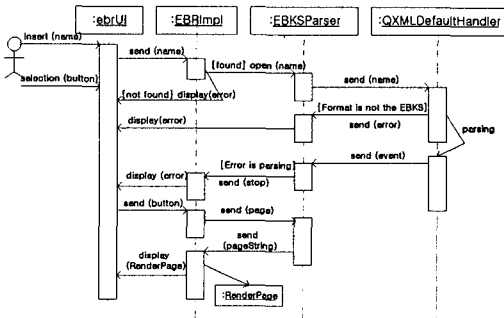 :ebrUI
:EBRImpl
:EBKSParser
:QXMLDefaultHandler
insert (name)
send (name)
[found] open (name)
send (name)
selection (button)
[not found] display(error)
[Format is not the EBKS]
display(error)
send (error)
parsing
send (event)
[Error is parsing]
display (error)
send (stop)
send (button)
send (page)
send
(pageString)
display
(RenderPage)
:RenderPage